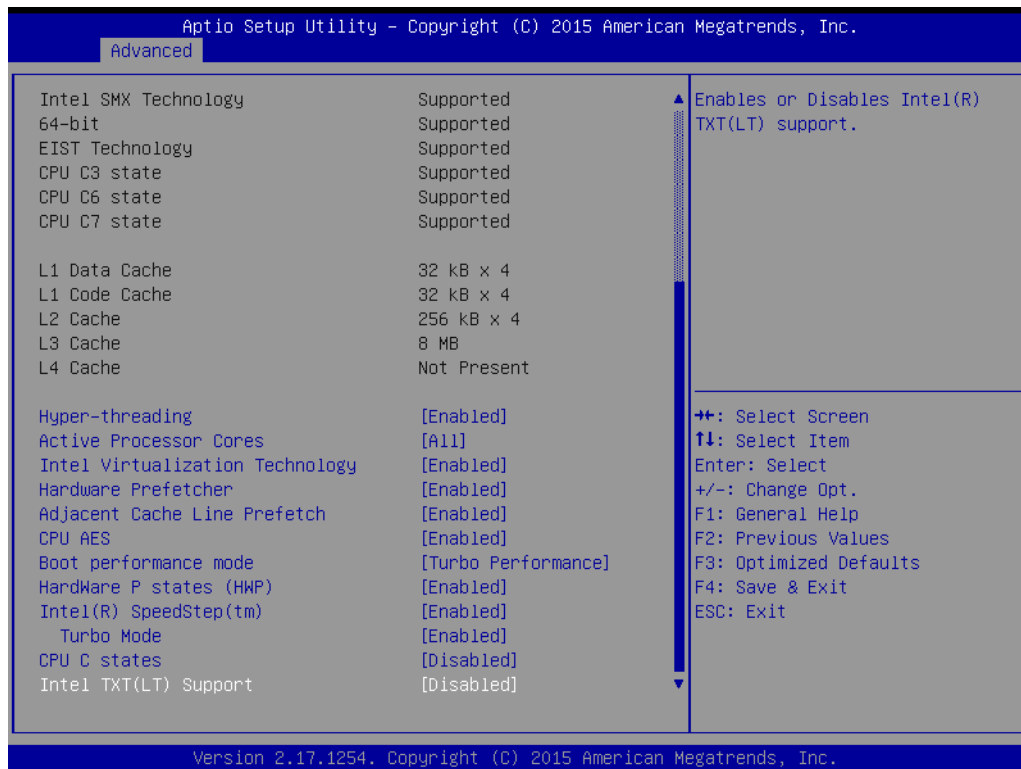 Aptio Setup Utility – Copyright (C) 2015 American Megatrends, Inc.
Advanced
Intel SMX Technology Supported
64-bit Supported
EIST Technology Supported
CPU C3 state Supported
CPU C6 state Supported
CPU C7 state Supported
L1 Data Cache 32 kB x 4
L1 Code Cache 32 kB x 4
L2 Cache 256 kB x 4
L3 Cache 8 MB
L4 Cache Not Present
Hyper-threading [Enabled]
Active Processor Cores [All]
Intel Virtualization Technology [Enabled]
Hardware Prefetcher [Enabled]
Adjacent Cache Line Prefetch [Enabled]
CPU AES [Enabled]
Boot performance mode [Turbo Performance]
HardWare P states (HWP) [Enabled]
Intel(R) SpeedStep(tm) [Enabled]
Turbo Mode [Enabled]
CPU C states [Disabled]
Intel TXT(LT) Support [Disabled]
Enables or Disables Intel(R)
TXT(LT) support.
→←: Select Screen
↑↓: Select Item
Enter: Select
+/-: Change Opt.
F1: General Help
F2: Previous Values
F3: Optimized Defaults
F4: Save & Exit
ESC: Exit
Version 2.17.1254. Copyright (C) 2015 American Megatrends, Inc.